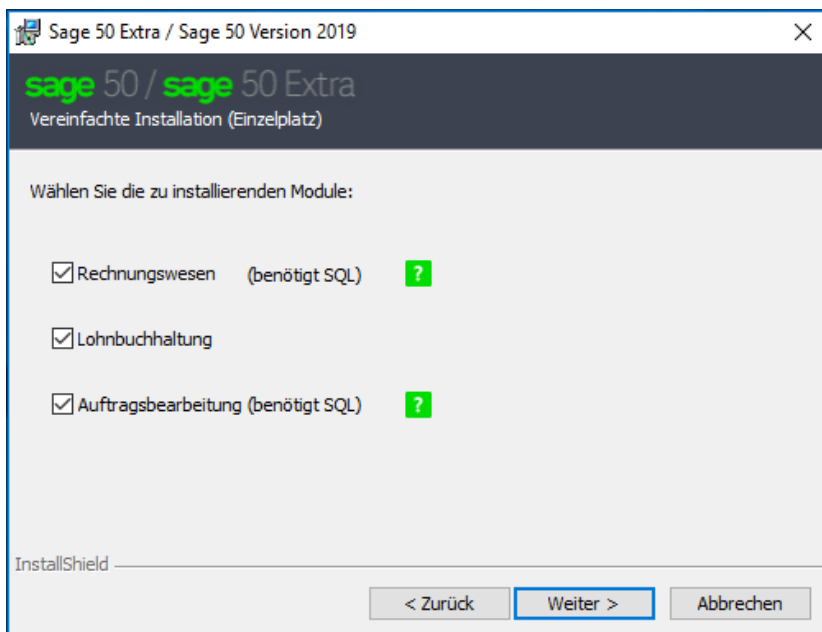 Sage 50 Extra / Sage 50 Version 2019
sage 50 / sage 50 Extra
Vereinfachte Installation (Einzelplatz)
Wählen Sie die zu installierenden Module:
Rechnungswesen (benötigt SQL) ?
Lohnbuchhaltung
Auftragsbearbeitung (benötigt SQL) ?
InstallShield
< Zurück Weiter > Abbrechen